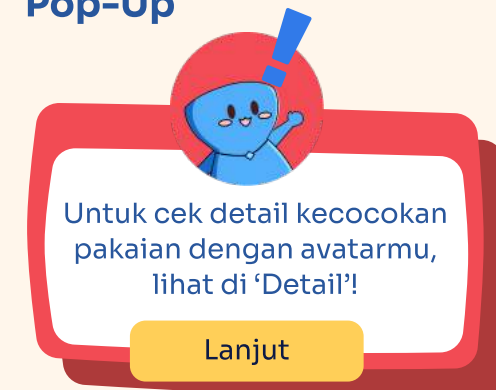 Pop-Up
Untuk cek detail kecocokan
pakaian dengan avatarmu,
lihat di ‘Detail’!
Lanjut